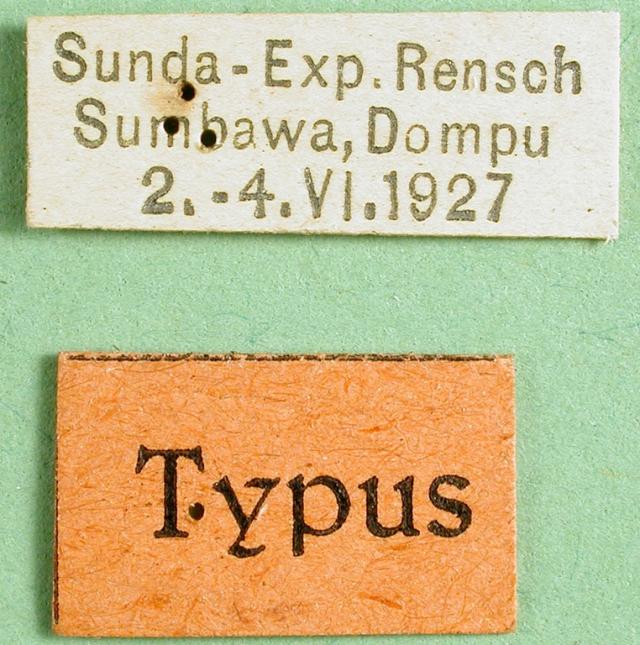 Sunda-Exp. Rensch
Sumbawa, Dompu
2.-4.VI.1927
Typus